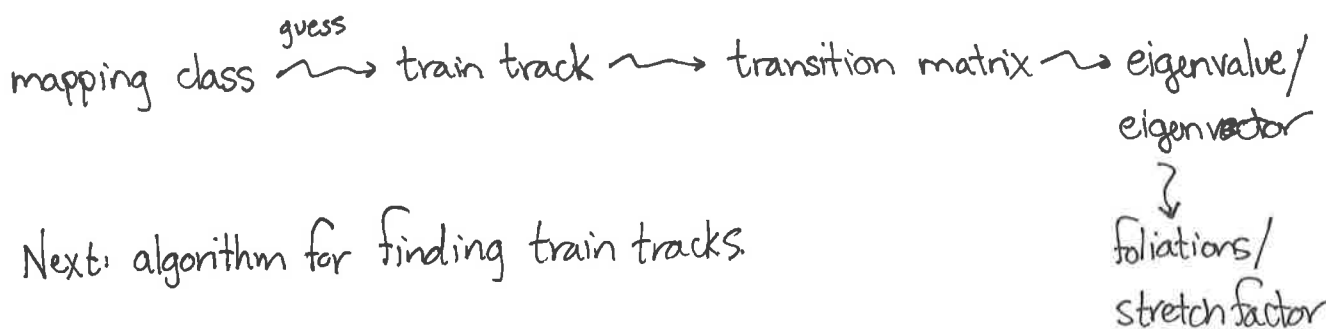 guess
mapping class ⇝ train track ⇝ transition matrix ⇝ eigenvalue/
eigenvector
Next: algorithm for finding train tracks.
foliations/
stretch factor